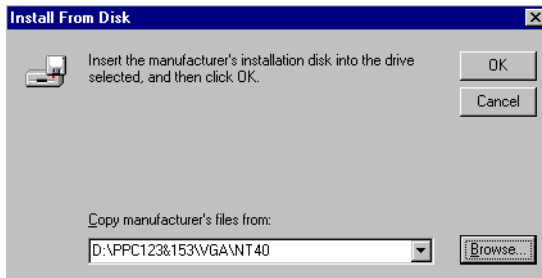 Install From Disk
Insert the manufacturer's installation disk into the drive
selected, and then click OK.
OK
Cancel
Copy manufacturer's files from:
D:\PPC123&153\VGA\NT40
Browse...